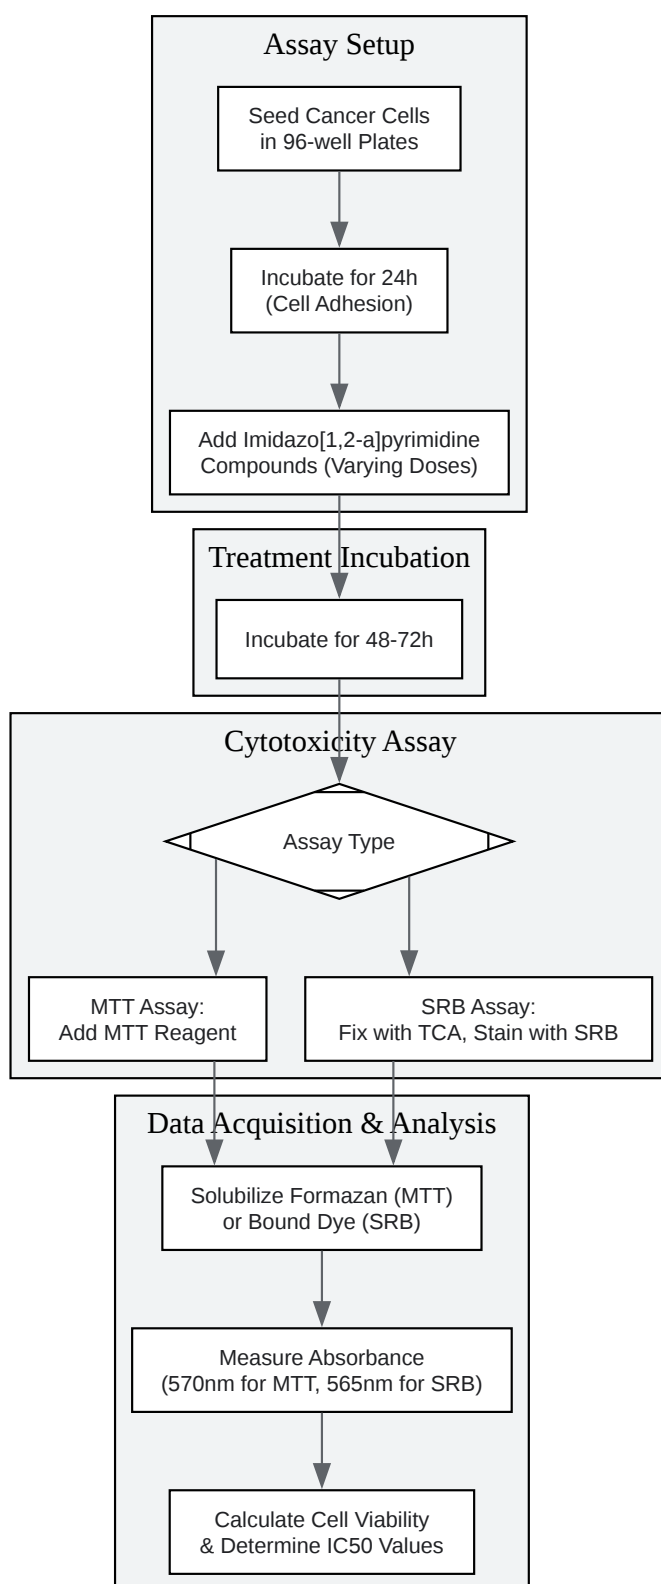 Assay Setup
Seed Cancer Cells
in 96-well Plates
Incubate for 24h
(Cell Adhesion)
Add Imidazo[1,2-a]pyrimidine
Compounds (Varying Doses)
Treatment Incubation
Incubate for 48-72h
Cytotoxicity Assay
Assay Type
MTT Assay:
Add MTT Reagent
SRB Assay:
Fix with TCA, Stain with SRB
Data Acquisition & Analysis
Solubilize Formazan (MTT)
or Bound Dye (SRB)
Measure Absorbance
(570nm for MTT, 565nm for SRB)
Calculate Cell Viability
& Determine IC50 Values